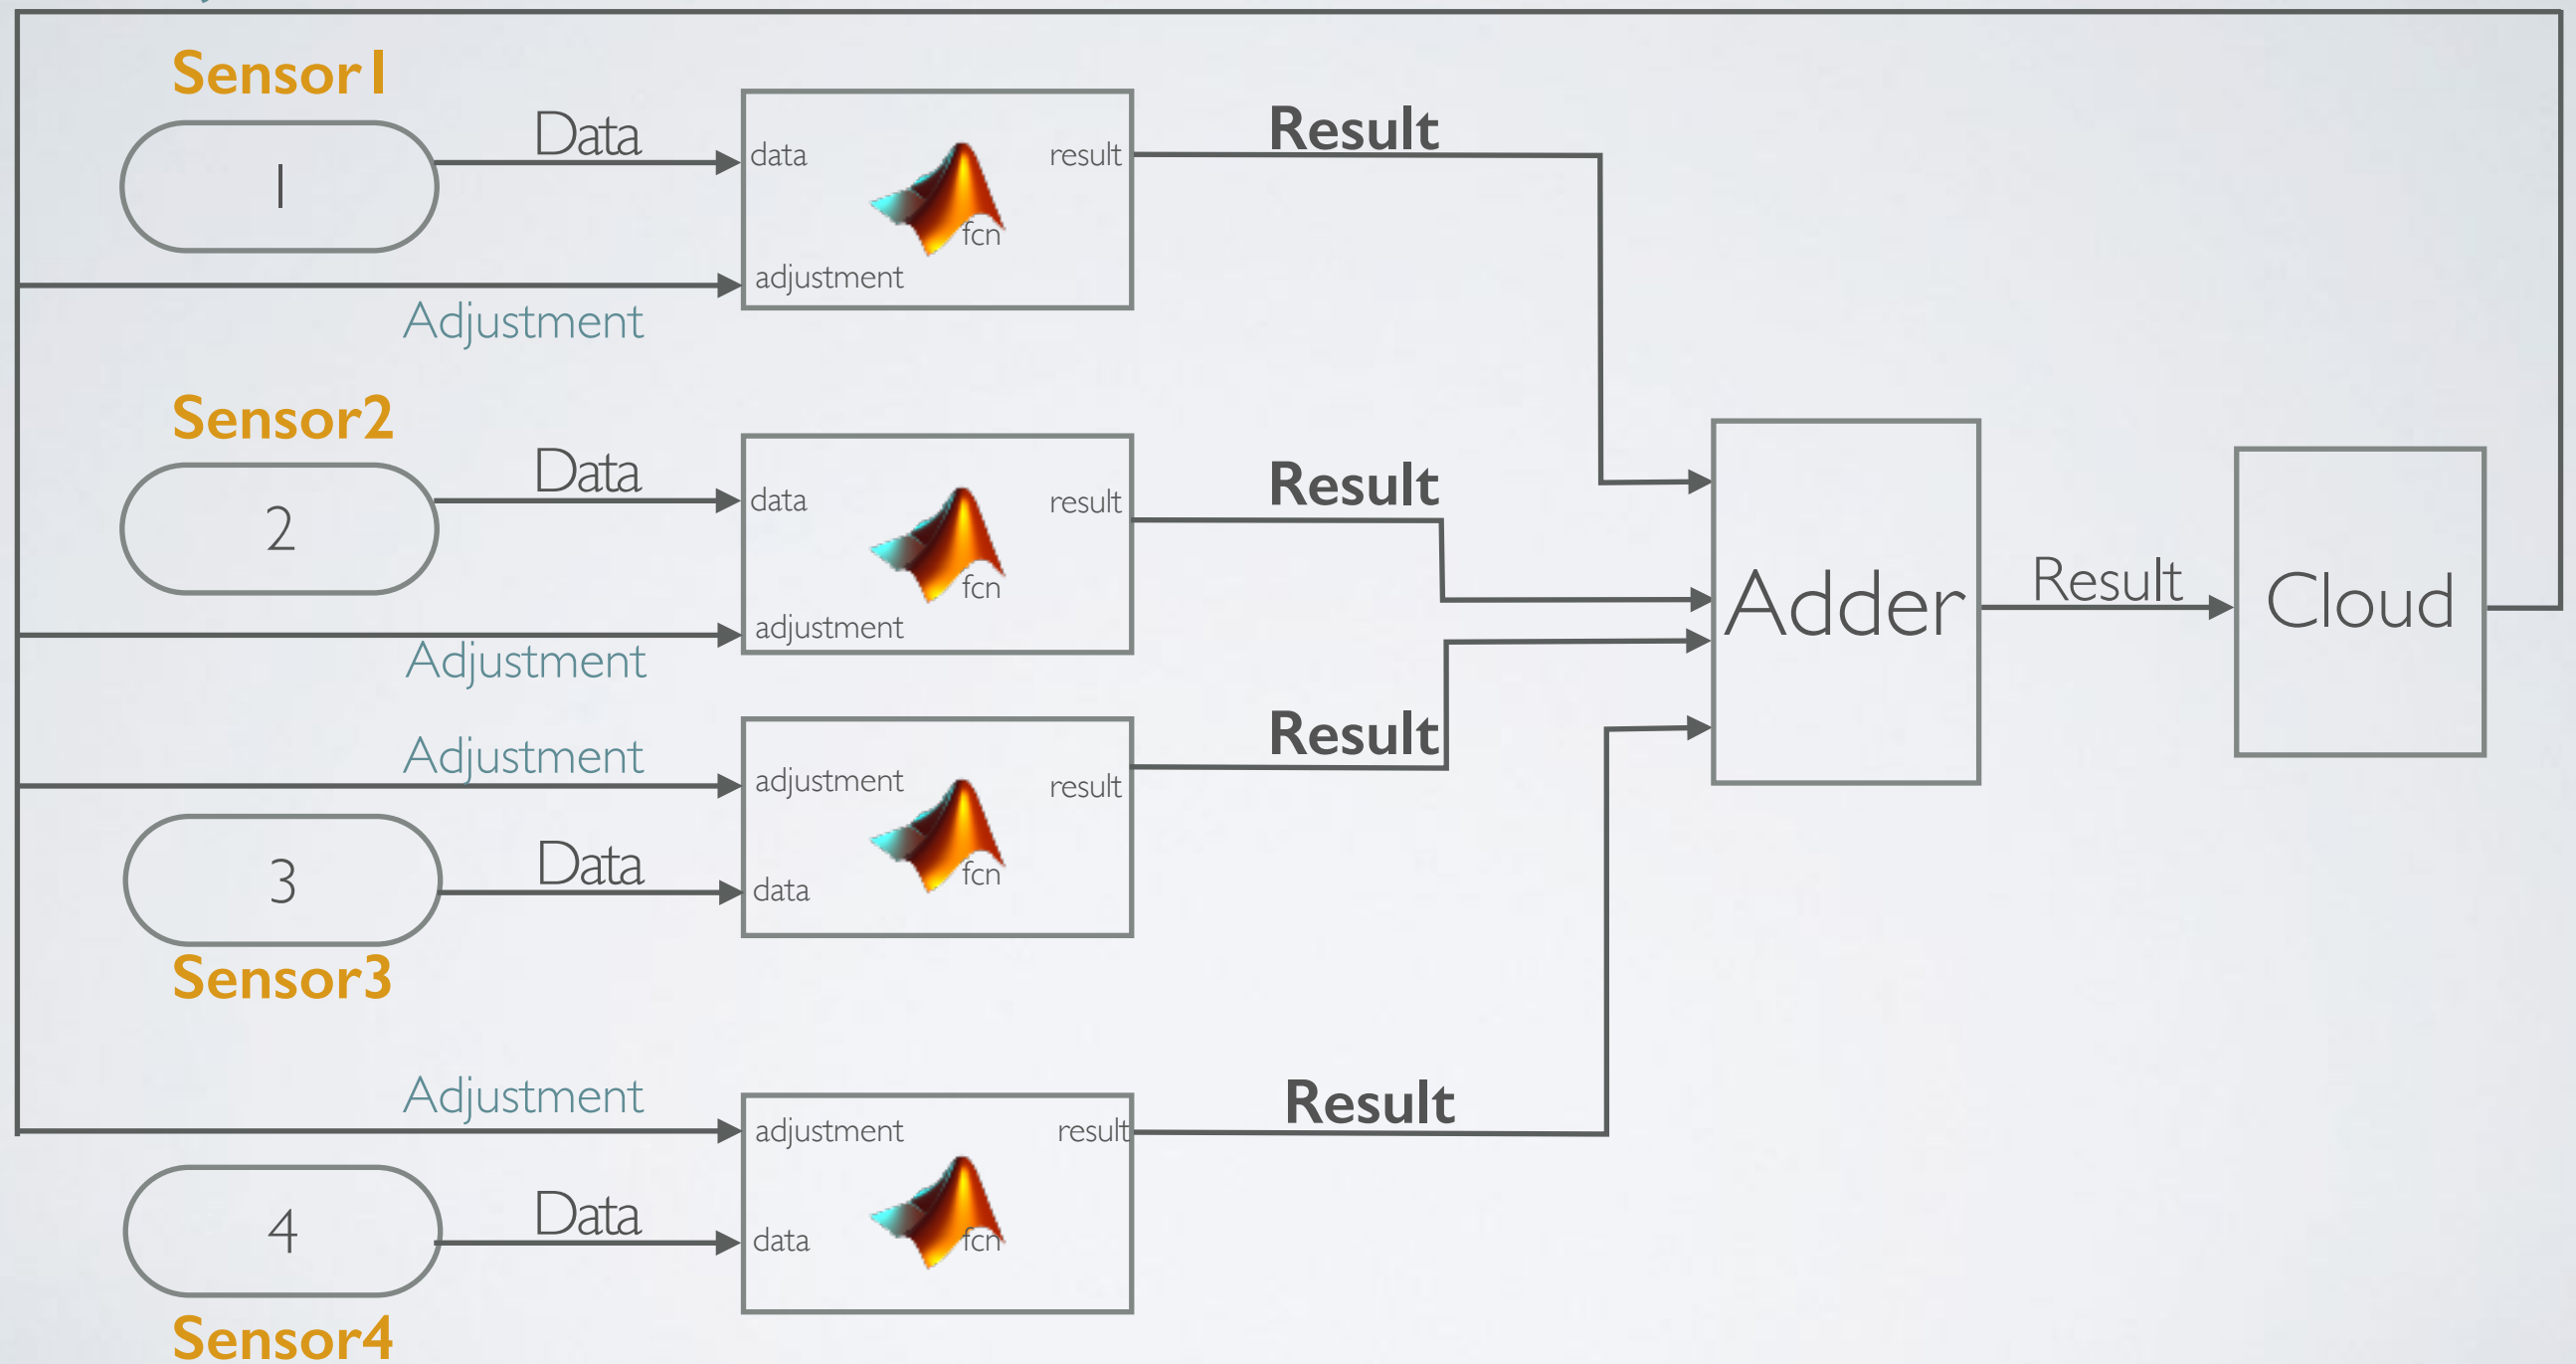 Sensor1
1
Data
data
result
fcn
adjustment
Adjustment
Result
Sensor2
2
Data
data
result
fcn
adjustment
Adjustment
Result
Adjustment
adjustment
result
fcn
3
Data
data
Sensor3
Result
Adjustment
adjustment
result
fcn
4
Data
data
Sensor4
Result
Adder
Result
Cloud